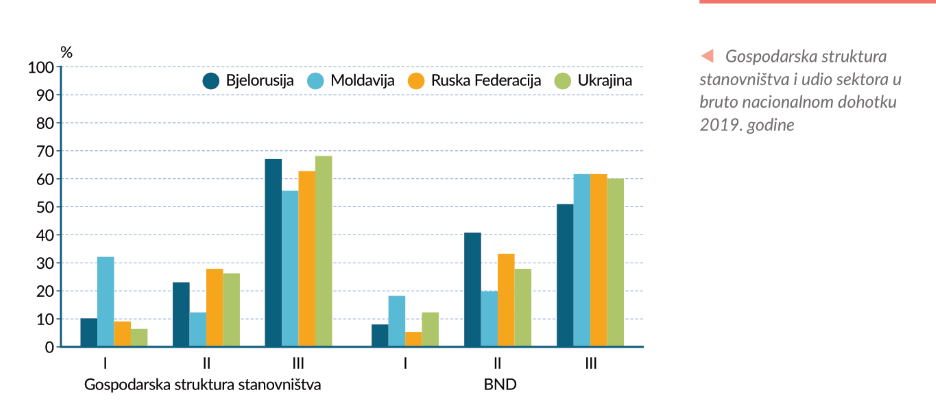 %
100
90
80
70
60
50
40
30
20
10
0
Bjelorusija Moldavija Ruska Federacija Ukrajina
I II III I II III
Gospodarska struktura stanovništva BND
◀ Gospodarska struktura
stanovništva i udio sektora u
bruto nacionalnom dohotku
2019. godine